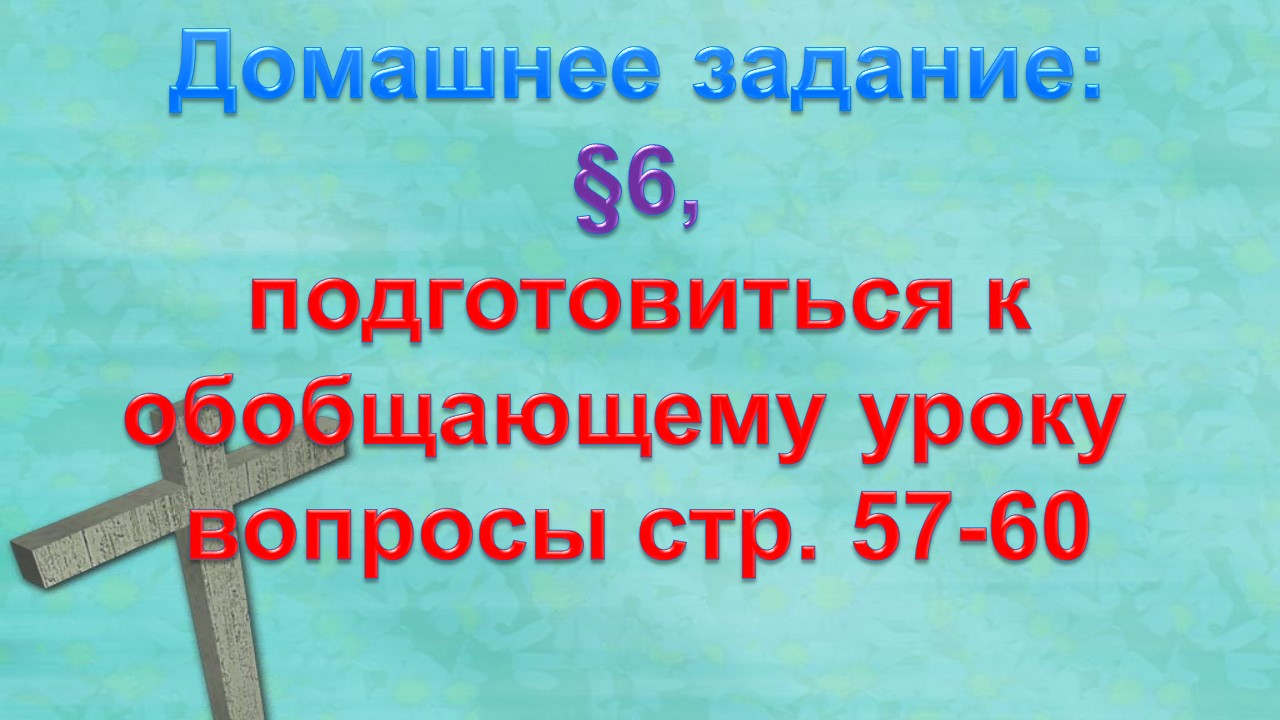 Домашнее задание:
§6,
подготовиться к
обобщающему уроку
вопросы стр. 57-60